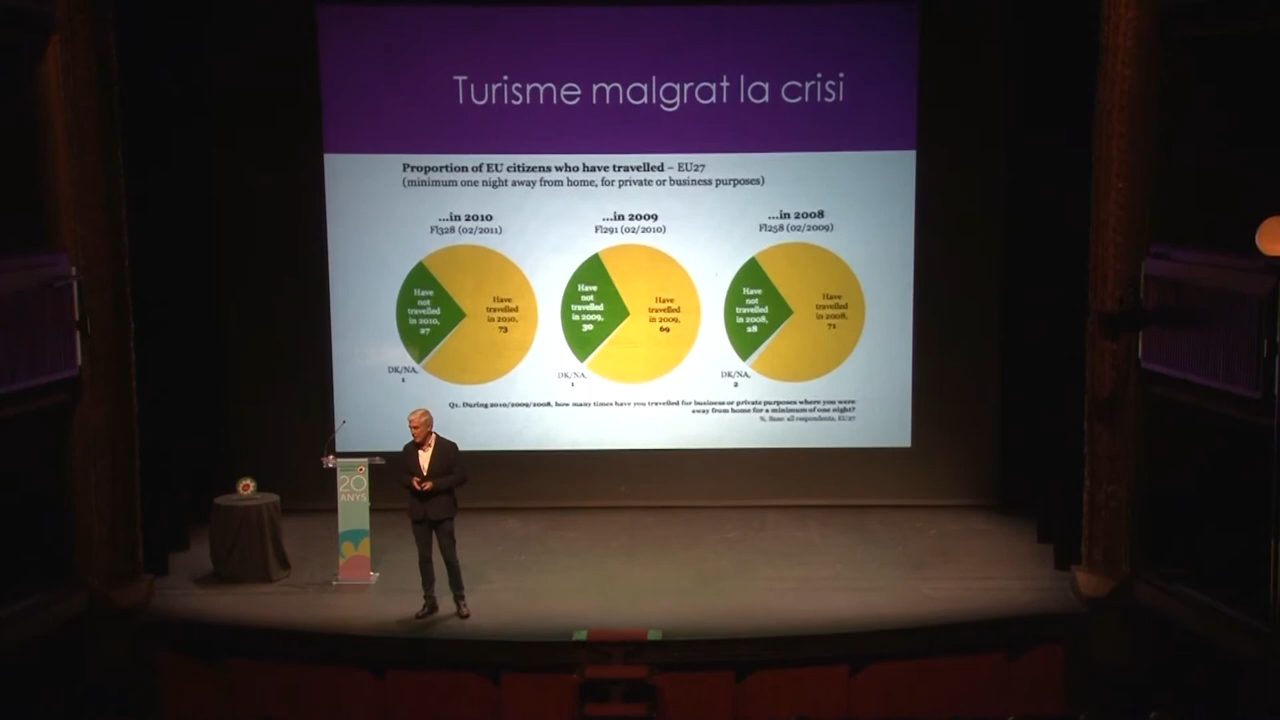 Turisme malgrat la crisi
Proportion of EU citizens who have travelled – EU27
(minimum one night away from home, for private or business purposes)
...in 2010
Fl328 (02/2011)
Have
not
travelled
in 2010,
27
Have
travelled
in 2010,
73
DK/NA,
1
...in 2009
Fl291 (02/2010)
Have
not
travelled
in 2009,
30
Have
travelled
in 2009,
69
DK/NA,
1
...in 2008
Fl258 (02/2009)
Have
not
travelled
in 2008,
28
Have
travelled
in 2008,
71
DK/NA,
2
Q1. During 2010/2009/2008, how many times have you travelled for business or private purposes where you were
away from home for a minimum of one night?
%, Base: all respondents, EU27
20
ANYS